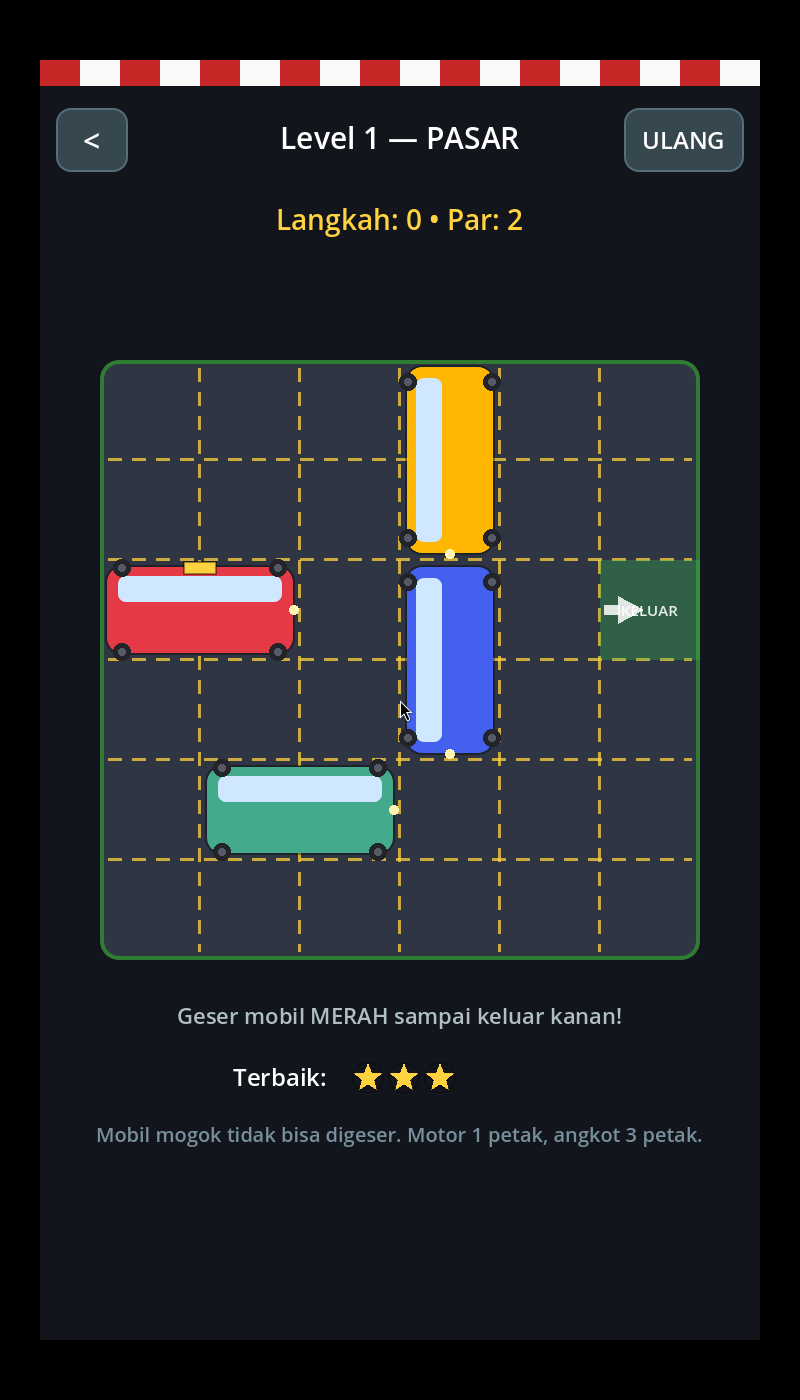 <
Level 1 — PASAR
ULANG
Langkah: 0 • Par: 2
KELUAR
Geser mobil MERAH sampai keluar kanan!
Terbaik:
Mobil mogok tidak bisa digeser. Motor 1 petak, angkot 3 petak.